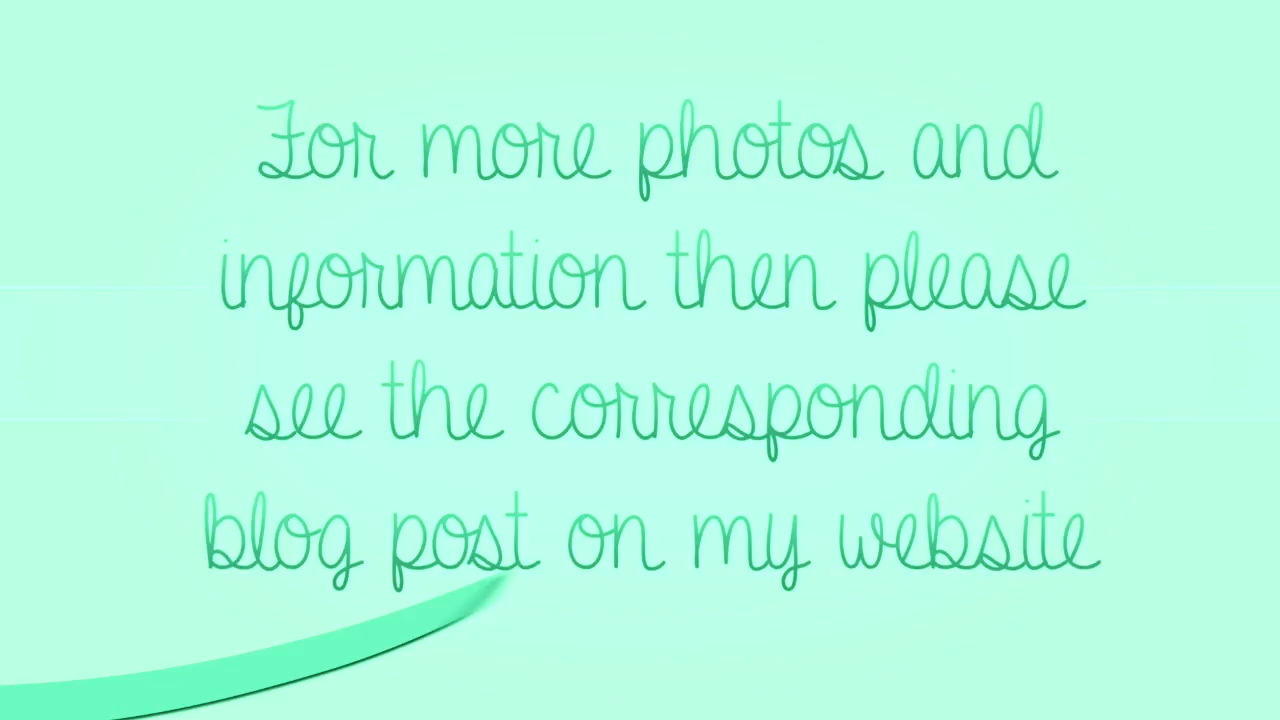 For more photos and
information then please
see the corresponding
blog post on my website